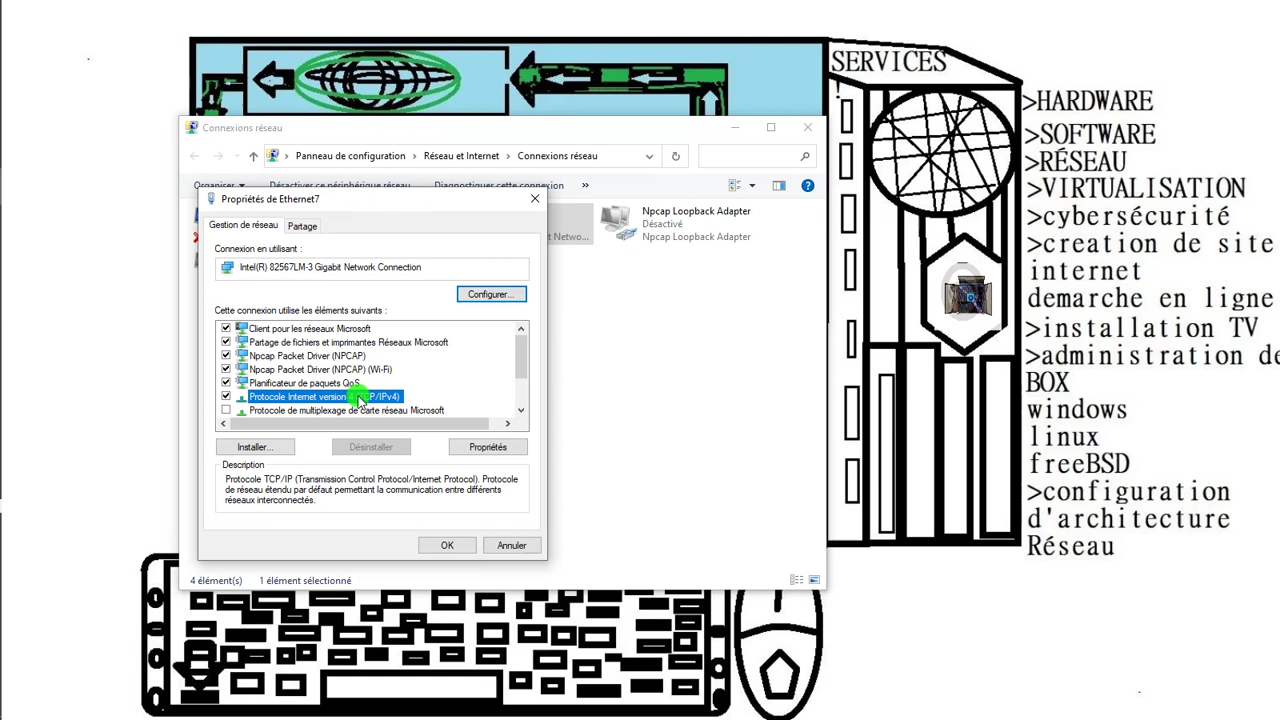 SERVICES
>HARDWARE
>SOFTWARE
>RÉSEAU
>VIRTUALISATION
>cybersécurité
>creation de site
internet
demarche en ligne
>installation TV
>administration de
BOX
windows
linux
freeBSD
>configuration
d'architecture
Réseau
Connexions réseau
Panneau de configuration > Réseau et Internet > Connexions réseau
Organiser Désactiver ce périphérique réseau Diagnostiquer cette connexion »
Npcap Loopback Adapter
Désactivé
Npcap Loopback Adapter
Propriétés de Ethernet7
Gestion de réseau Partage
Connexion en utilisant :
Intel(R) 82567LM-3 Gigabit Network Connection
Configurer...
Cette connexion utilise les éléments suivants :
Client pour les réseaux Microsoft
Partage de fichiers et imprimantes Réseaux Microsoft
Npcap Packet Driver (NPCAP)
Npcap Packet Driver (NPCAP) (Wi-Fi)
Planificateur de paquets QoS
Protocole Internet version
Protocole de multiplexage de carte réseau Microsoft
Installer... Désinstaller Propriétés
Description
Protocole TCP/IP (Transmission Control Protocol/Internet Protocol). Protocole
de réseau étendu par défaut permettant la communication entre différents
réseaux interconnectés.
OK Annuler
4 élément(s) 1 élément sélectionné